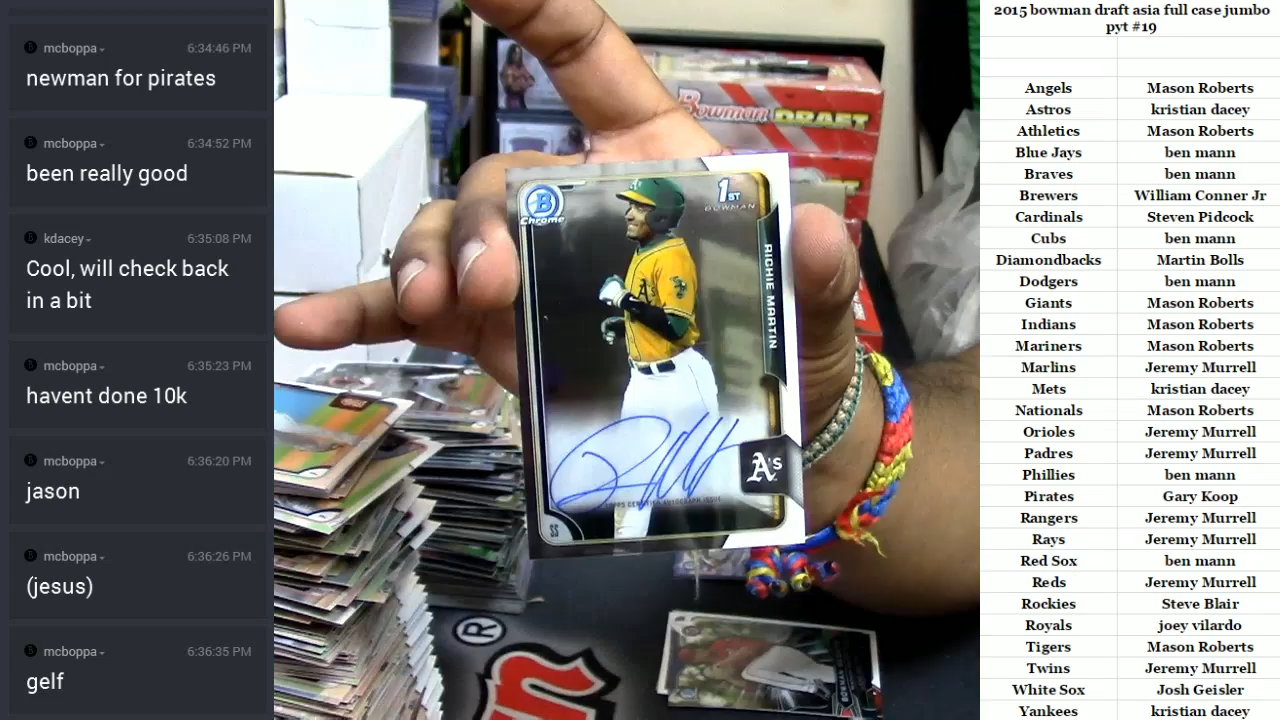 mcboppa 6:34:46 PM
newman for pirates
mcboppa 6:34:52 PM
been really good
kdacey 6:35:08 PM
Cool, will check back
in a bit
mcboppa 6:35:23 PM
havent done 10k
mcboppa 6:36:20 PM
jason
mcboppa 6:36:26 PM
(jesus)
mcboppa 6:36:35 PM
gelf
Bowman DRAFT
B
Chrome
1ST
BOWMAN
A's
RICHIE MARTIN
A's
TOPPS CERTIFIED AUTOGRAPH ISSUE
SS
®
2015 bowman draft asia full case jumbo
pyt #19
Angels Mason Roberts
Astros kristian dacey
Athletics Mason Roberts
Blue Jays ben mann
Braves ben mann
Brewers William Conner Jr
Cardinals Steven Pidcock
Cubs ben mann
Diamondbacks Martin Bolls
Dodgers ben mann
Giants Mason Roberts
Indians Mason Roberts
Mariners Mason Roberts
Marlins Jeremy Murrell
Mets kristian dacey
Nationals Mason Roberts
Orioles Jeremy Murrell
Padres Jeremy Murrell
Phillies ben mann
Pirates Gary Koop
Rangers Jeremy Murrell
Rays Jeremy Murrell
Red Sox ben mann
Reds Jeremy Murrell
Rockies Steve Blair
Royals joey vilardo
Tigers Mason Roberts
Twins Jeremy Murrell
White Sox Josh Geisler
Yankees kristian dacey